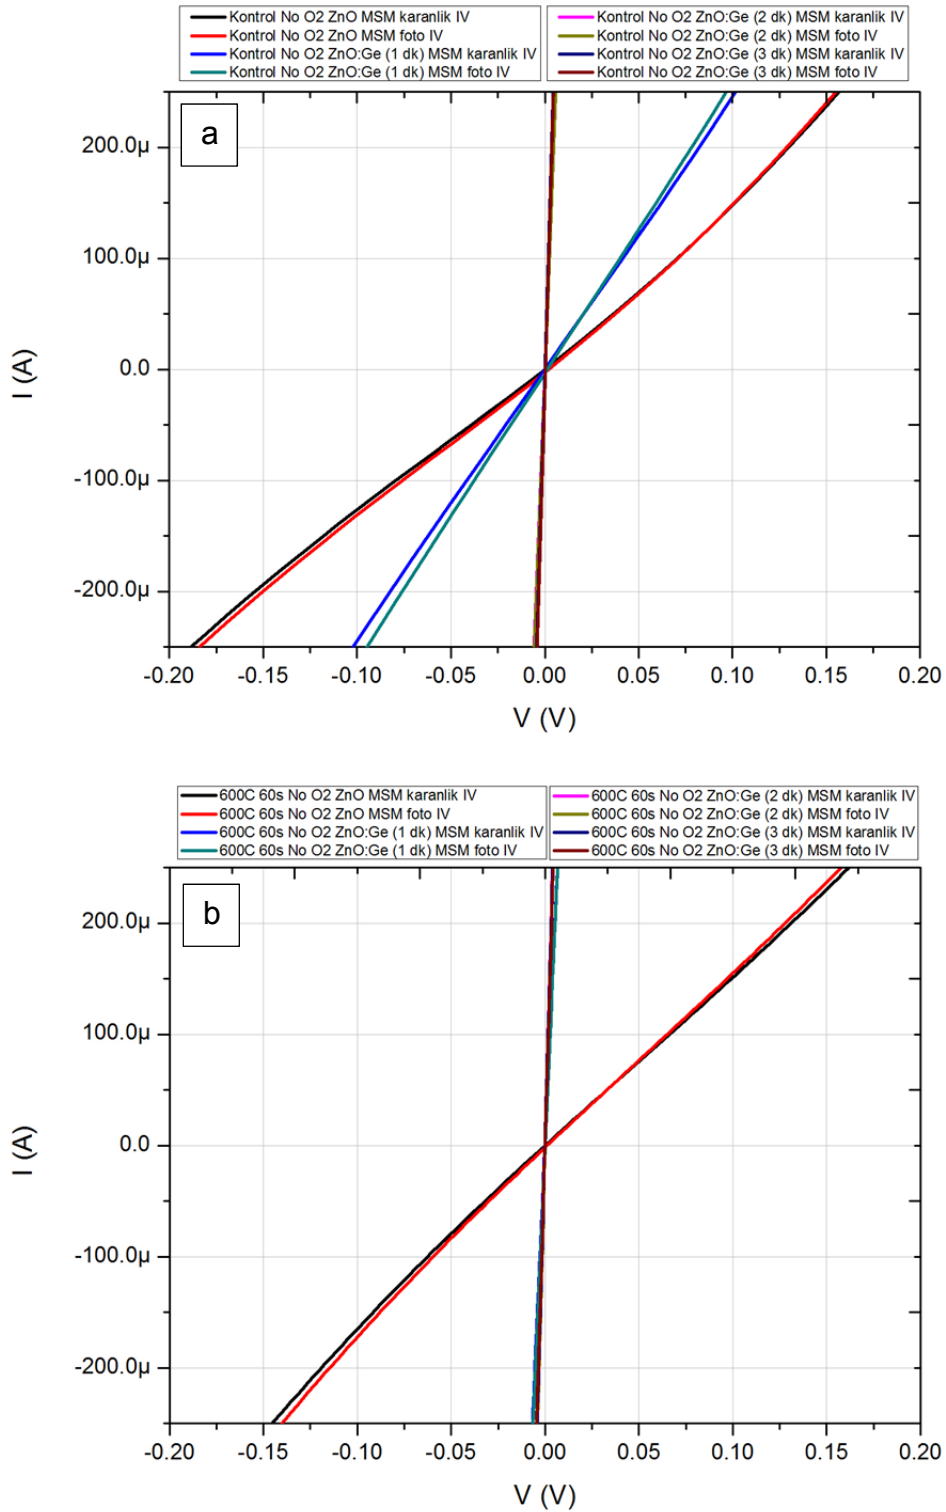 Kontrol No O2 ZnO MSM karanlik IV
Kontrol No O2 ZnO MSM foto IV
Kontrol No O2 ZnO:Ge (1 dk) MSM karanlik IV
Kontrol No O2 ZnO:Ge (1 dk) MSM foto IV
Kontrol No O2 ZnO:Ge (2 dk) MSM karanlik IV
Kontrol No O2 ZnO:Ge (2 dk) MSM foto IV
Kontrol No O2 ZnO:Ge (3 dk) MSM karanlik IV
Kontrol No O2 ZnO:Ge (3 dk) MSM foto IV
a
200.0µ
100.0µ
0.0
-100.0µ
-200.0µ
I (A)
-0.20 -0.15 -0.10 -0.05 0.00 0.05 0.10 0.15 0.20
V (V)
600C 60s No O2 ZnO MSM karanlik IV
600C 60s No O2 ZnO MSM foto IV
600C 60s No O2 ZnO:Ge (1 dk) MSM karanlik IV
600C 60s No O2 ZnO:Ge (1 dk) MSM foto IV
600C 60s No O2 ZnO:Ge (2 dk) MSM karanlik IV
600C 60s No O2 ZnO:Ge (2 dk) MSM foto IV
600C 60s No O2 ZnO:Ge (3 dk) MSM karanlik IV
600C 60s No O2 ZnO:Ge (3 dk) MSM foto IV
b
200.0µ
100.0µ
0.0
-100.0µ
-200.0µ
I (A)
-0.20 -0.15 -0.10 -0.05 0.00 0.05 0.10 0.15 0.20
V (V)